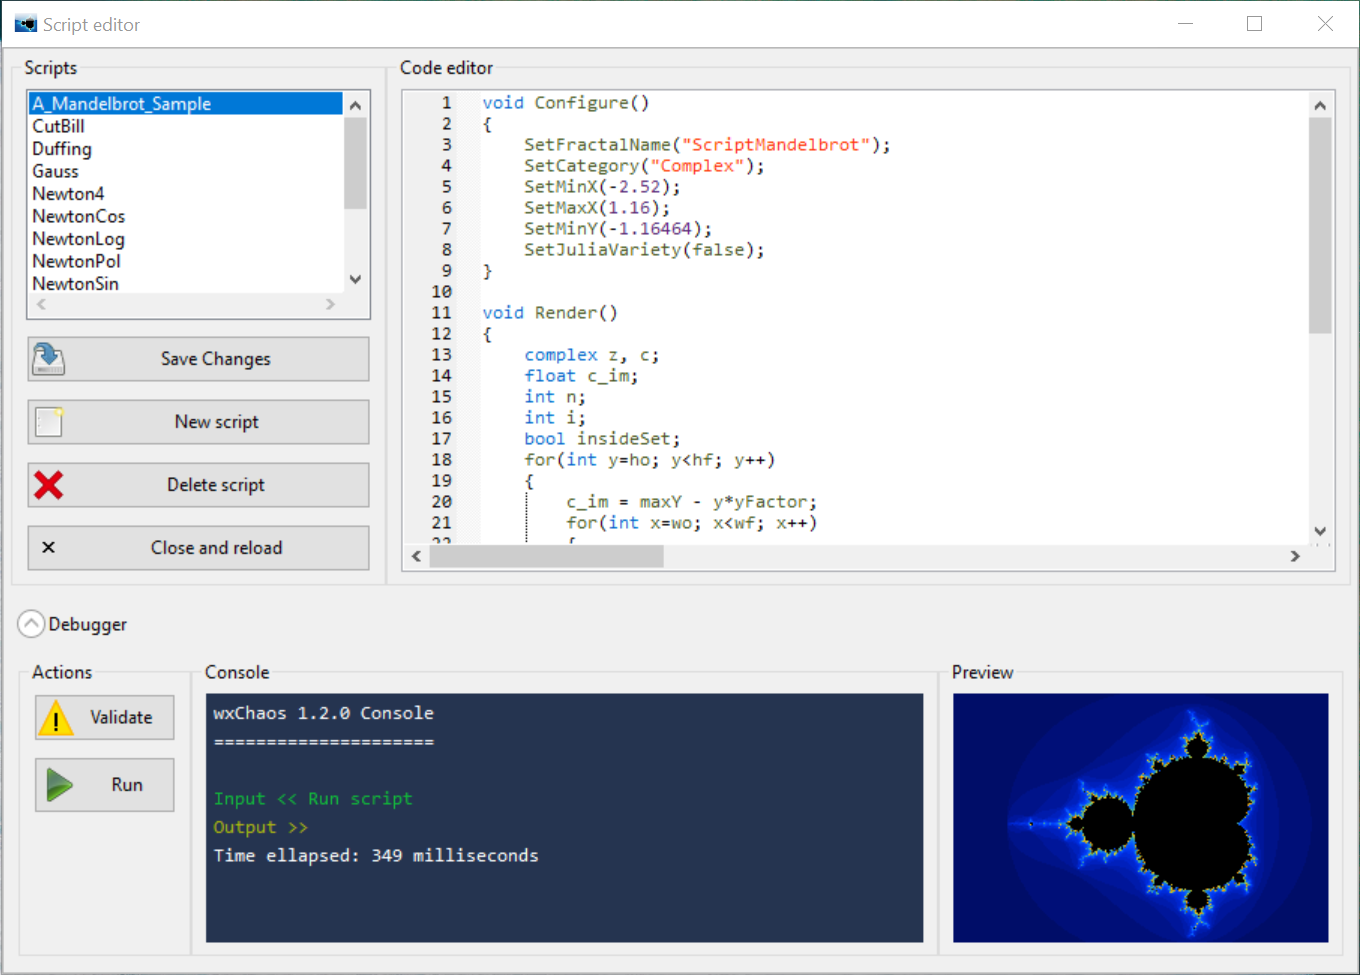 Script editor
Scripts
A_Mandelbrot_Sample
CutBill
Duffing
Gauss
Newton4
NewtonCos
NewtonLog
NewtonPol
NewtonSin
Save Changes
New script
Delete script
Close and reload
Code editor
1 void Configure()
2 {
3 SetFractalName("ScriptMandelbrot");
4 SetCategory("Complex");
5 SetMinX(-2.52);
6 SetMaxX(1.16);
7 SetMinY(-1.16464);
8 SetJuliaVariety(false);
9 }
10
11 void Render()
12 {
13 complex z, c;
14 float c_im;
15 int n;
16 int i;
17 bool insideSet;
18 for(int y=ho; y<hf; y++)
19 {
20 c_im = maxY - y*yFactor;
21 for(int x=wo; x<wf; x++)
22 {
Debugger
Actions
Validate
Run
Console
wxChaos 1.2.0 Console
=====================
Input << Run script
Output >>
Time ellapsed: 349 milliseconds
Preview